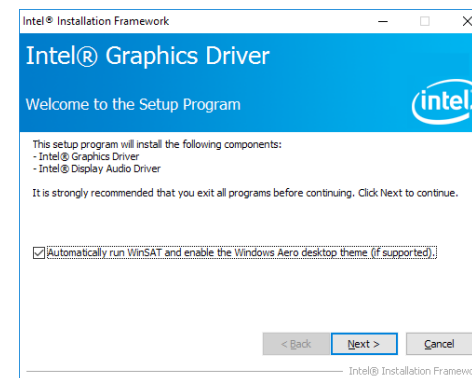 Intel® Installation Framework
Intel® Graphics Driver
Welcome to the Setup Program
intel
This setup program will install the following components:
- Intel® Graphics Driver
- Intel® Display Audio Driver
It is strongly recommended that you exit all programs before continuing. Click Next to continue.
Automatically run WinSAT and enable the Windows Aero desktop theme (if supported).
< Back
Next >
Cancel
Intel® Installation Framewo